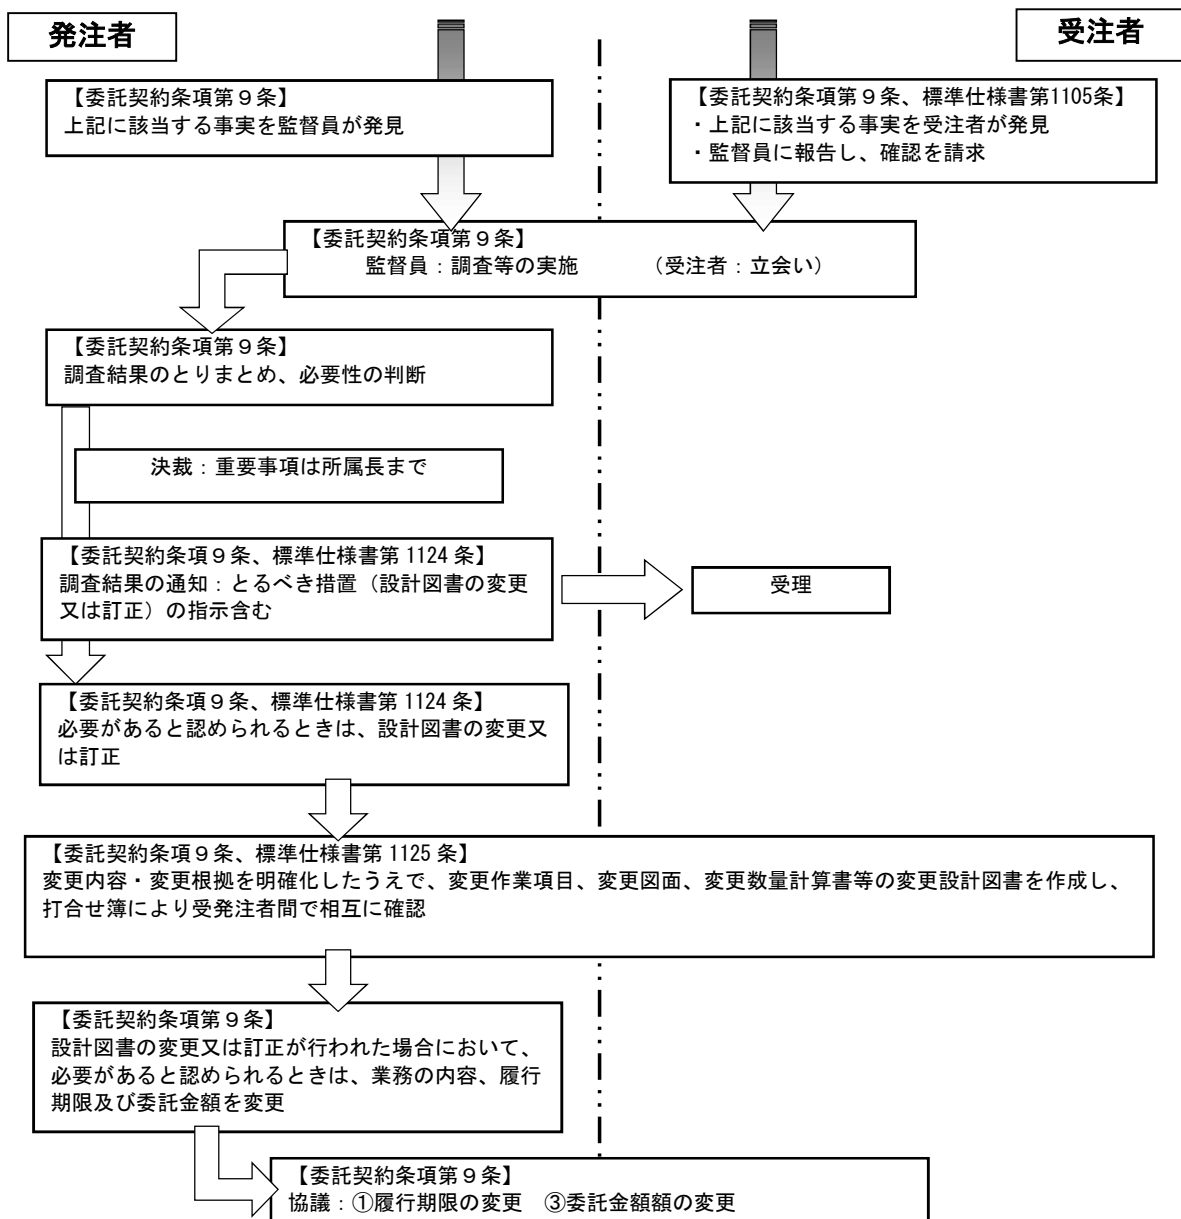 発注者
受注者
【委託契約条項第９条】
上記に該当する事実を監督員が発見
【委託契約条項第９条、標準仕様書第1105条】
・上記に該当する事実を受注者が発見
・監督員に報告し、確認を請求
【委託契約条項第９条】
監督員：調査等の実施　　　（受注者：立会い）
【委託契約条項第９条】
調査結果のとりまとめ、必要性の判断
決裁：重要事項は所属長まで
【委託契約条項９条、標準仕様書第 1124 条】
調査結果の通知：とるべき措置（設計図書の変更
又は訂正）の指示含む
受理
【委託契約条項９条、標準仕様書第 1124 条】
必要があると認められるときは、設計図書の変更又
は訂正
【委託契約条項９条、標準仕様書第 1125 条】
変更内容・変更根拠を明確化したうえで、変更作業項目、変更図面、変更数量計算書等の変更設計図書を作成し、
打合せ簿により受発注者間で相互に確認
【委託契約条項第９条】
設計図書の変更又は訂正が行われた場合において、
必要があると認められるときは、業務の内容、履行
期限及び委託金額を変更
【委託契約条項第９条】
協議：①履行期限の変更　③委託金額額の変更